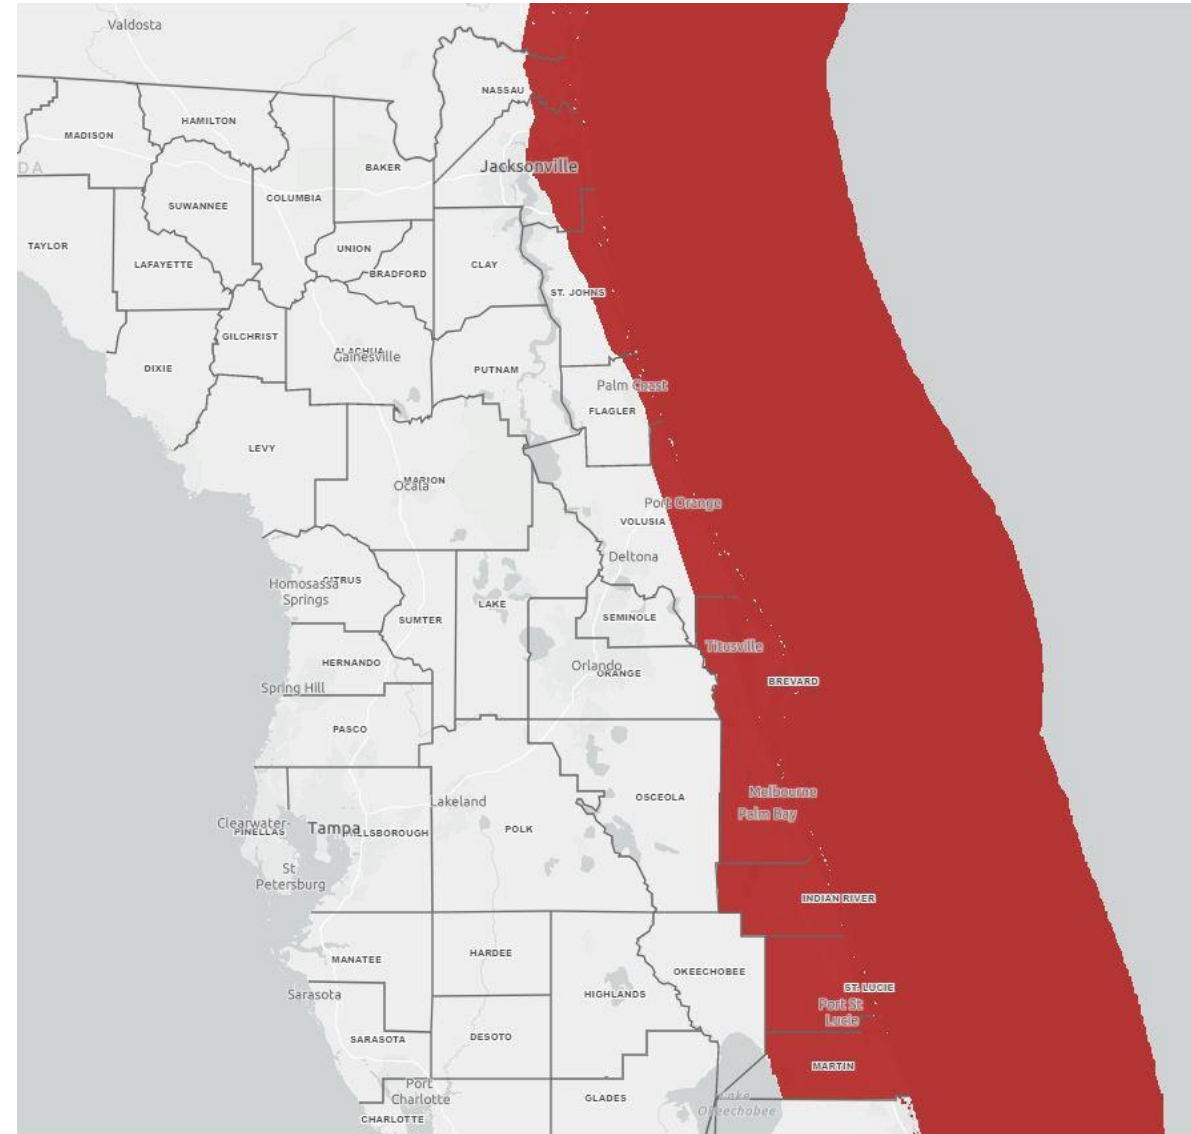 Valdosta
NASSAU
HAMILTON
MADISON
Jacksonville
BAKER
DA
COLUMBIA
SUWANNEE
TAYLOR
UNION
LAFAYETTE
CLAY
BRADFORD
ST. JOHNS
GILCHRIST
ALACHUA
Gainesville
DIXIE
PUTNAM
Palm Coast
FLAGLER
LEVY
MARION
Ocala
Port Orange
VOLUSIA
Deltona
CITRUS
Homosassa
Springs
LAKE
SUMTER
SEMINOLE
Titusville
HERNANDO
Orlando
ORANGE
BREVARD
Spring Hill
PASCO
Melbourne
OSCEOLA
Lakeland
Palm Bay
Clearwater
PINELLAS
Tampa
HILLSBOROUGH
POLK
St
Petersburg
INDIAN RIVER
HARDEE
MANATEE
OKEECHOBEE
ST. LUCIE
Sarasota
HIGHLANDS
Port St
Lucie
SARASOTA
DESOTO
MARTIN
Port
Charlotte
GLADES
Lake
Okeechobee
CHARLOTTE